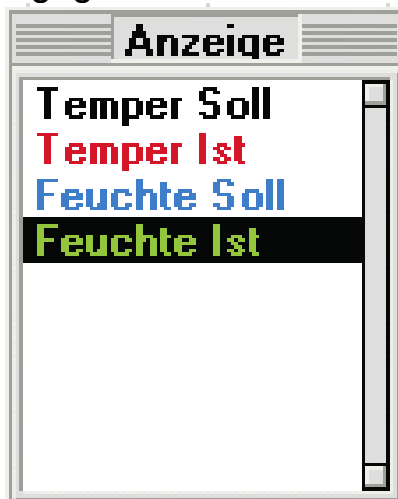 Anzeige
Temper Soll
Temper Ist
Feuchte Soll
Feuchte Ist